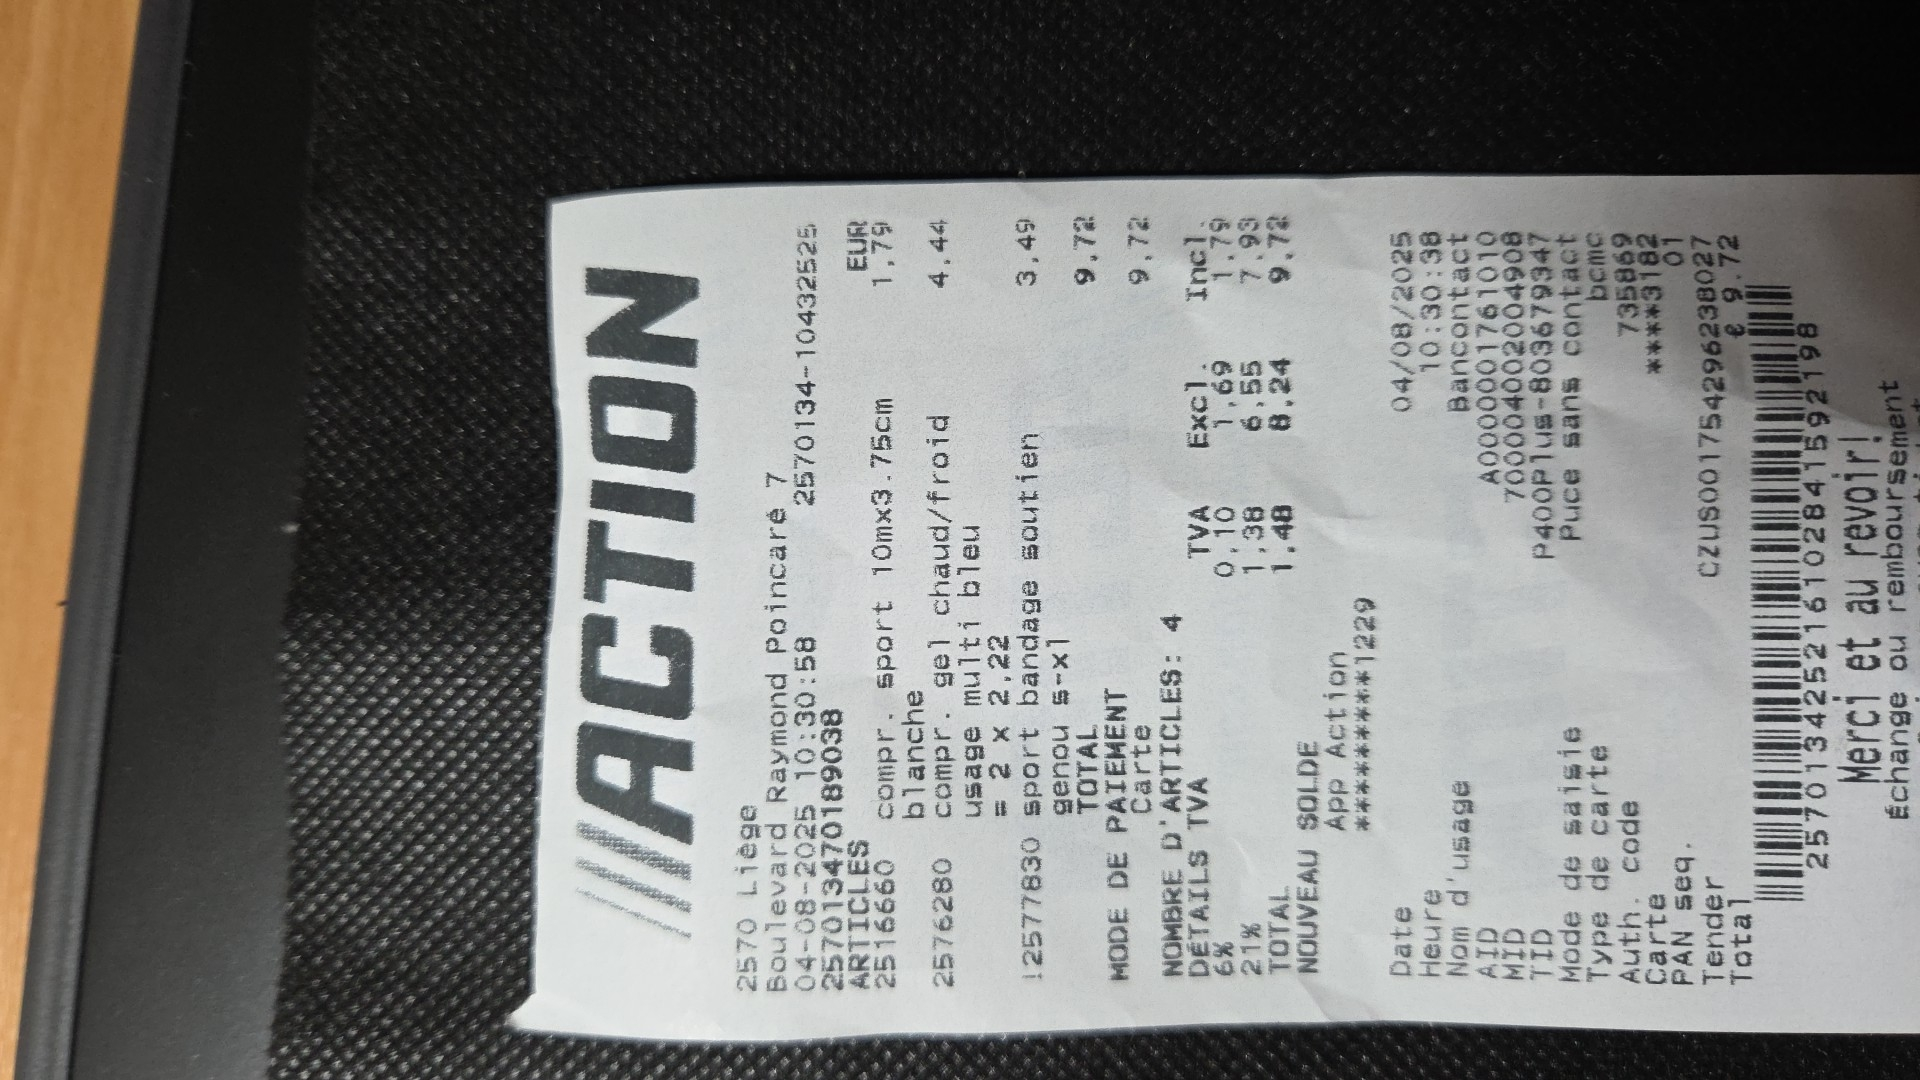 ACTION
2570 Liège
Boulevard Raymond Poincaré 7
04-08-2025 10:30:58 2570134-10432525
2570134701890​38
ARTICLES EUR
2516660 compr. sport 10mx3.75cm 1,79
blanche
2576280 compr. gel chaud/froid 4,44
usage multi bleu
= 2 x 2,22
12577830 sport bandage soutien 3,49
genou s-xl
TOTAL 9,72
MODE DE PAIEMENT
Carte 9,72
NOMBRE D'ARTICLES: 4
DÉTAILS TVA TVA Excl. Incl.
6% 0,10 1,69 1,79
21% 1,38 6,55 7,93
TOTAL 1,48 8,24 9,72
NOUVEAU SOLDE
App Action
*********1229
Date 04/08/2025
Heure 10:30:38
Nom d'usage Bancontact
AID A0000001761010
MID 70004002004908
TID P400Plus-803679347
Mode de saisie Puce sans contact
Type de carte bcmc
Auth. code 735869
Carte *****3182
PAN seq. 01
Tender CZUS001754296238027
Total € 9.72
2570134252161028415921​98
Merci et au revoir!
Échange ou remboursement